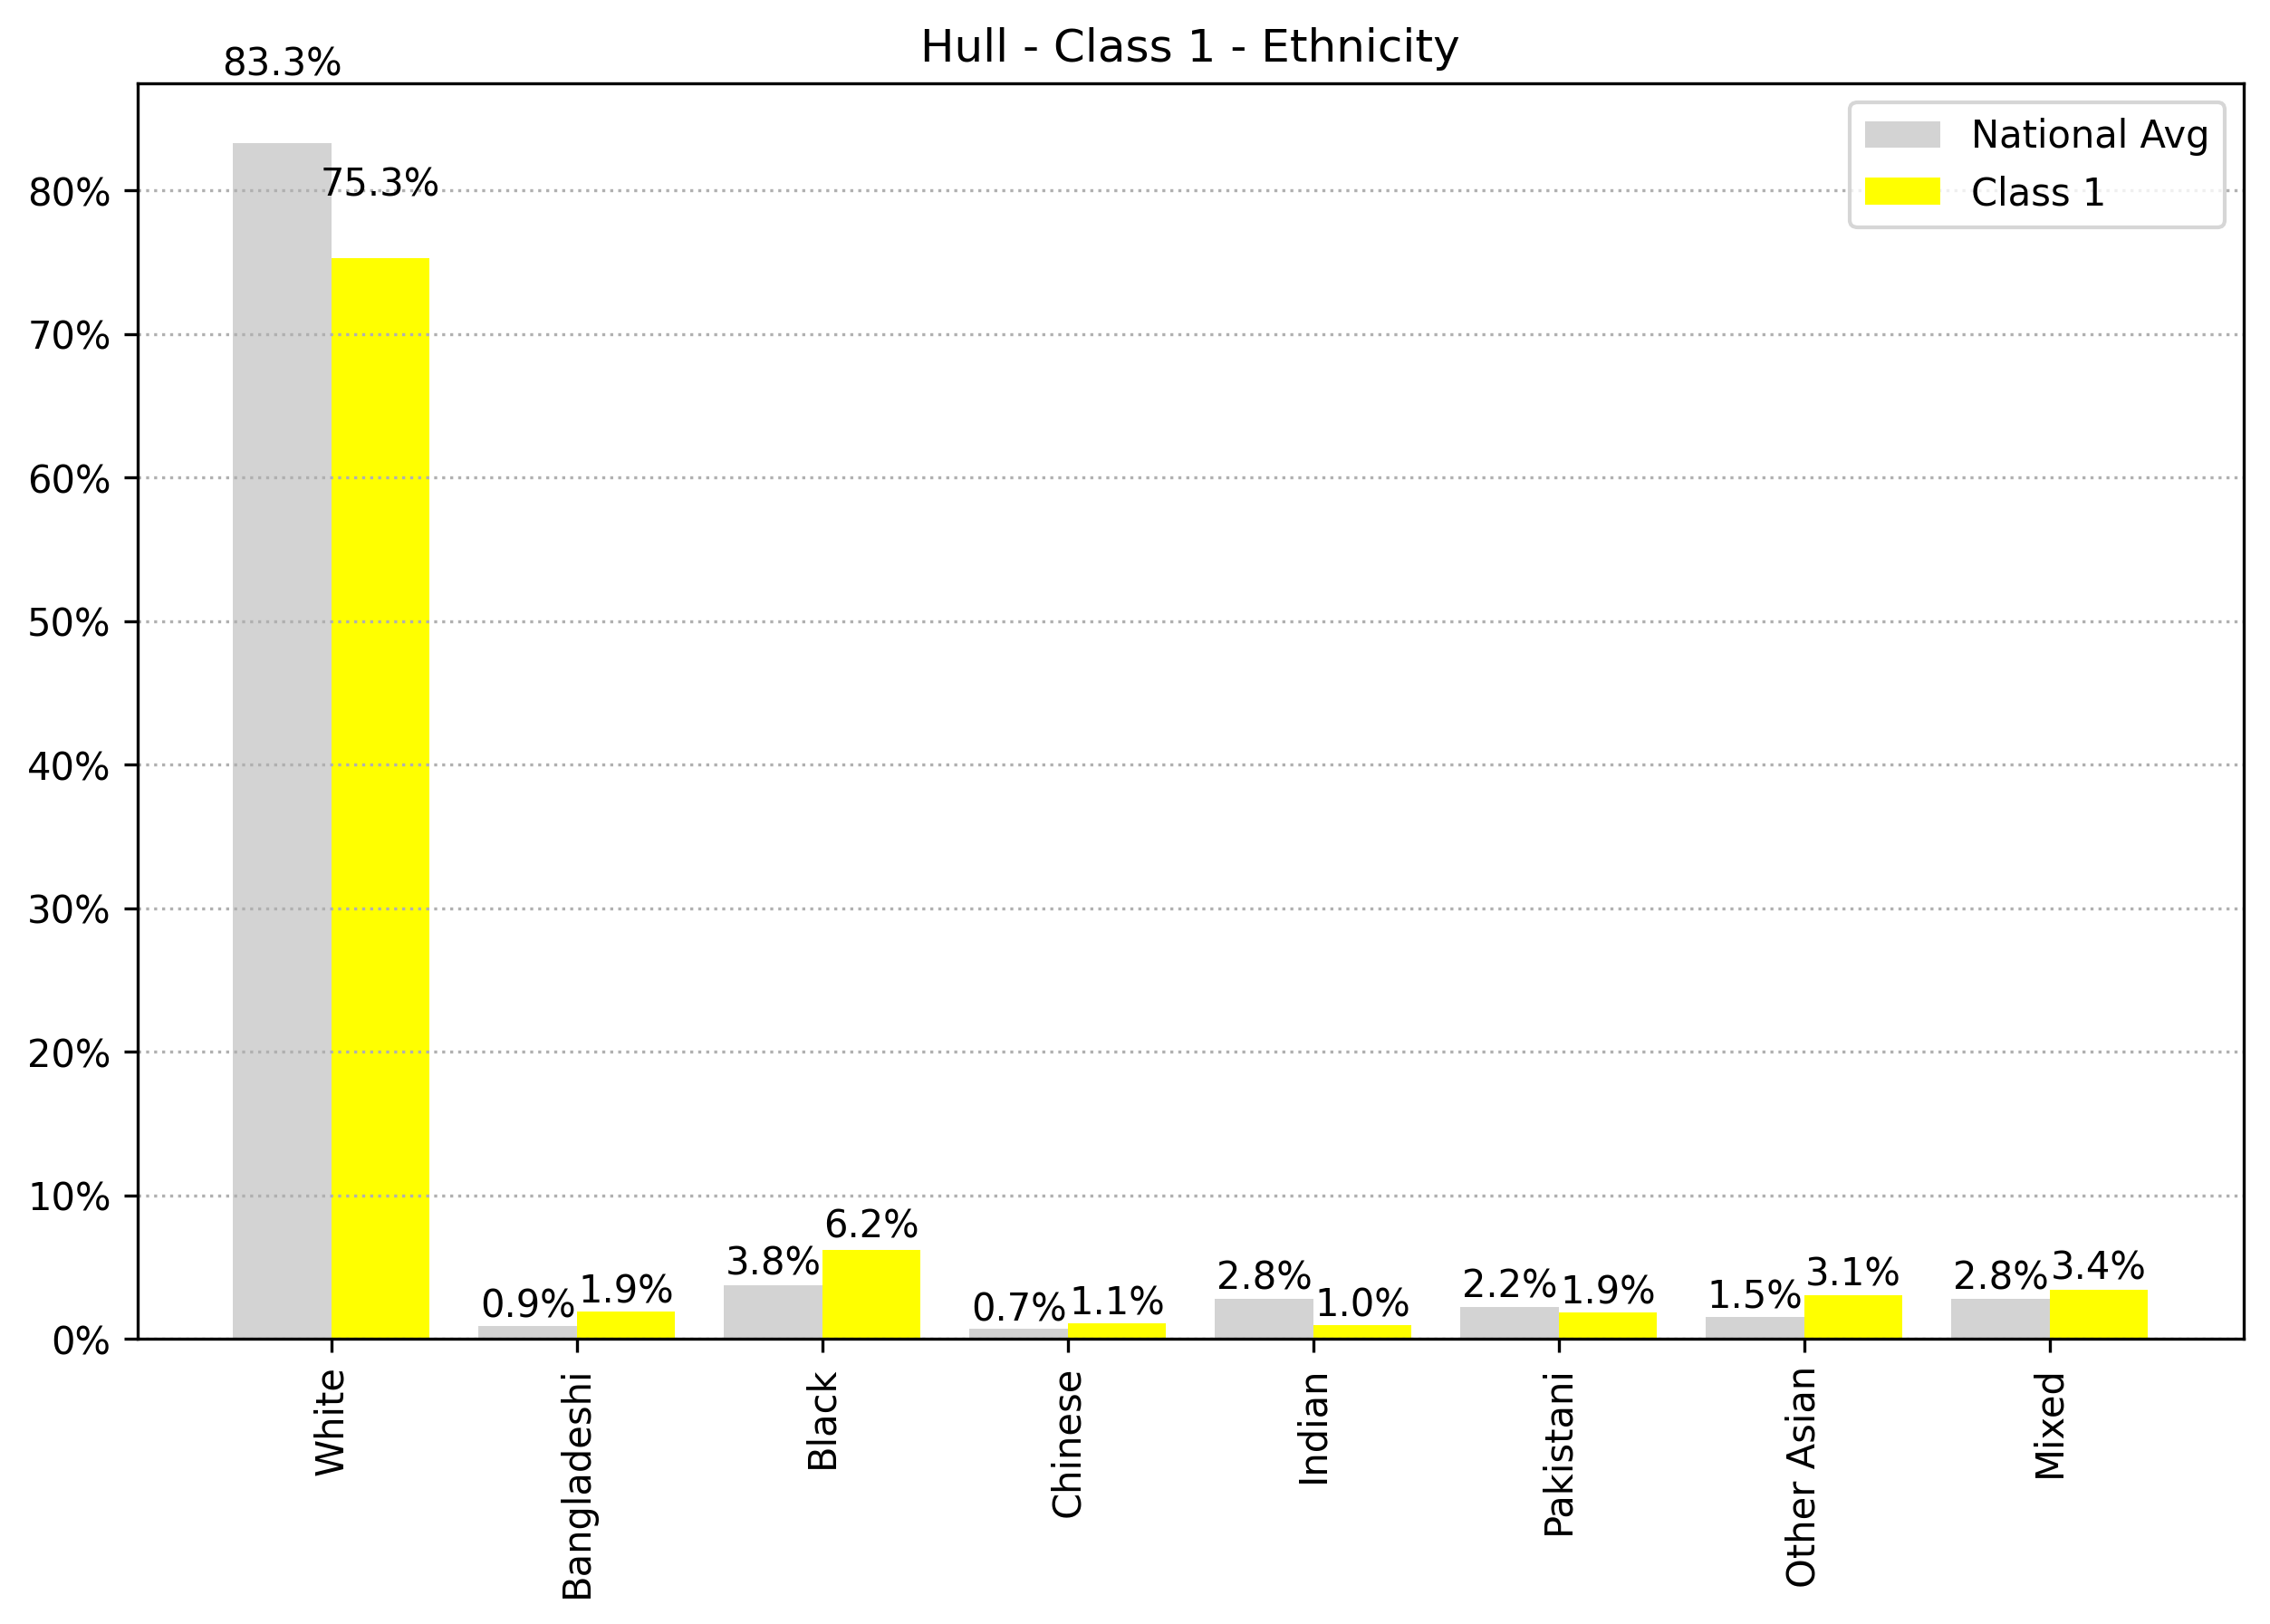 Hull - Class 1 - Ethnicity
83.3%
75.3%
National Avg
Class 1
80%
70%
60%
50%
40%
30%
20%
10%
0%
0.9%
1.9%
3.8%
6.2%
0.7%
1.1%
2.8%
1.0%
2.2%
1.9%
1.5%
3.1%
2.8%
3.4%
White
Bangladeshi
Black
Chinese
Indian
Pakistani
Other Asian
Mixed